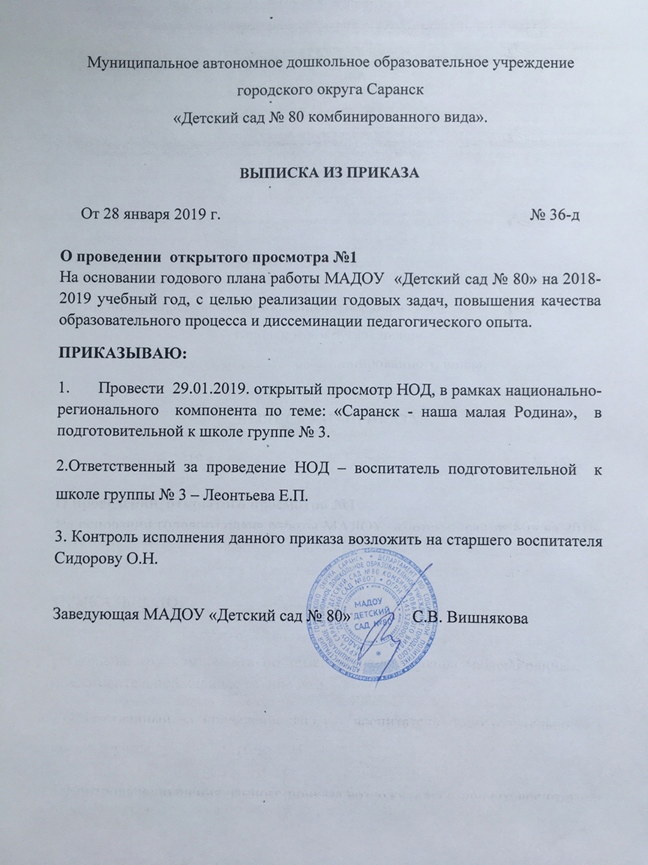 Муниципальное автономное дошкольное образовательное учреждение
городского округа Саранск
«Детский сад № 80 комбинированного вида».
ВЫПИСКА ИЗ ПРИКАЗА
От 28 января 2019 г. № 36-д
О проведении открытого просмотра №1
На основании годового плана работы МАДОУ «Детский сад № 80» на 2018-
2019 учебный год, с целью реализации годовых задач, повышения качества
образовательного процесса и диссеминации педагогического опыта.
ПРИКАЗЫВАЮ:
1. Провести 29.01.2019. открытый просмотр НОД, в рамках национально-
регионального компонента по теме: «Саранск - наша малая Родина», в
подготовительной к школе группе № 3.
2.Ответственный за проведение НОД – воспитатель подготовительной к
школе группы № 3 – Леонтьева Е.П.
3. Контроль исполнения данного приказа возложить на старшего воспитателя
Сидорову О.Н.
Заведующая МАДОУ «Детский сад № 80» С.В. Вишнякова
МАДОУ
ДЕТСКИЙ
САД №80